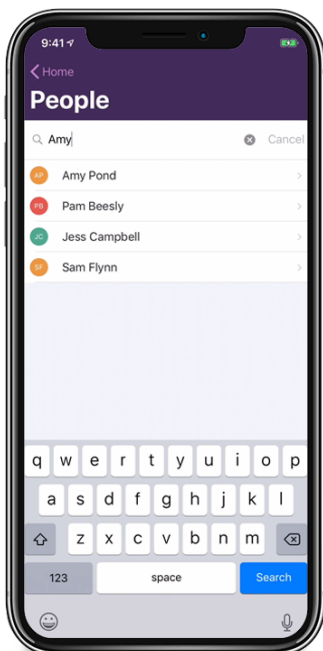 9:41
Home
People
Amy Cancel
AP Amy Pond
PB Pam Beesly
JC Jess Campbell
SF Sam Flynn
q w e r t y u i o p
a s d f g h j k l
z x c v b n m
123 space Search